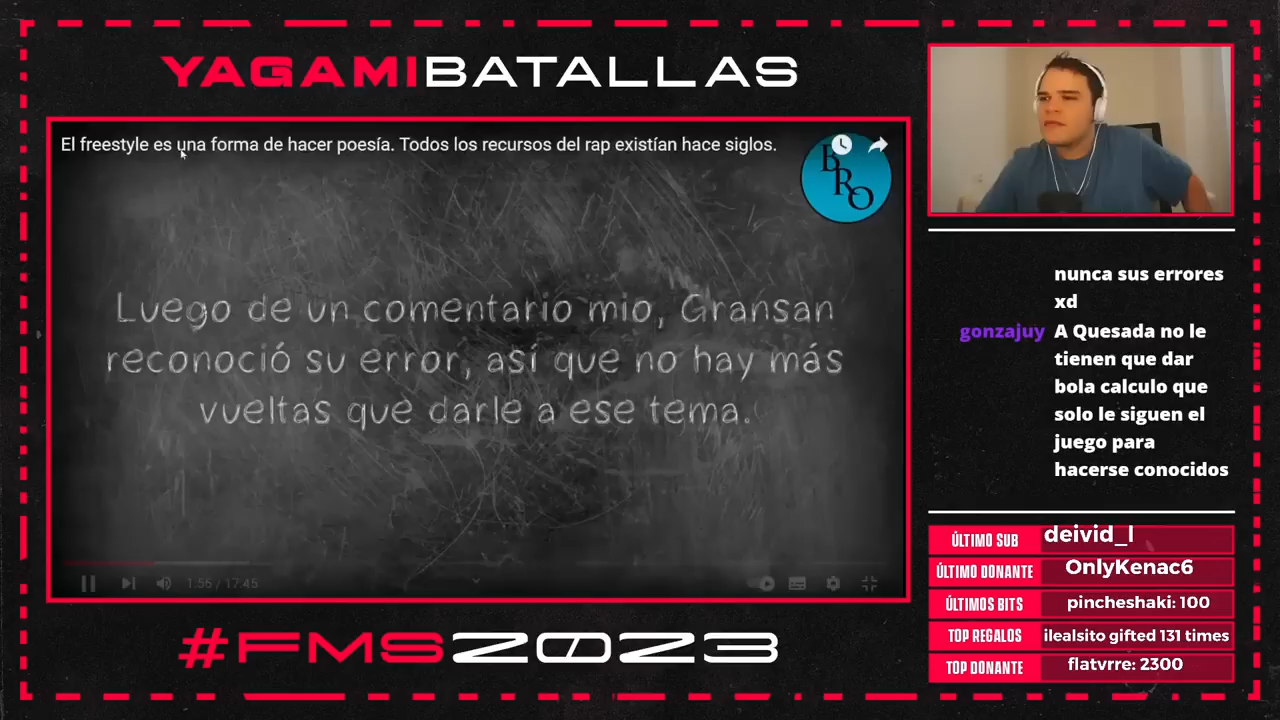 YAGAMIBATALLAS
El freestyle es una forma de hacer poesía. Todos los recursos del rap existían hace siglos.
BRO
Luego de un comentario mio, Gransan
reconoció su error, así que no hay más
vueltas que darle a ese tema.
1:56 / 17:45
#FMS2023
nunca sus errores
xd
gonzajuy A Quesada no le
tienen que dar
bola calculo que
solo le siguen el
juego para
hacerse conocidos
ÚLTIMO SUB deivid_l
ÚLTIMO DONANTE OnlyKenac6
ÚLTIMOS BITS pincheshaki: 100
TOP REGALOS ilealsito gifted 131 times
TOP DONANTE flatvrre: 2300